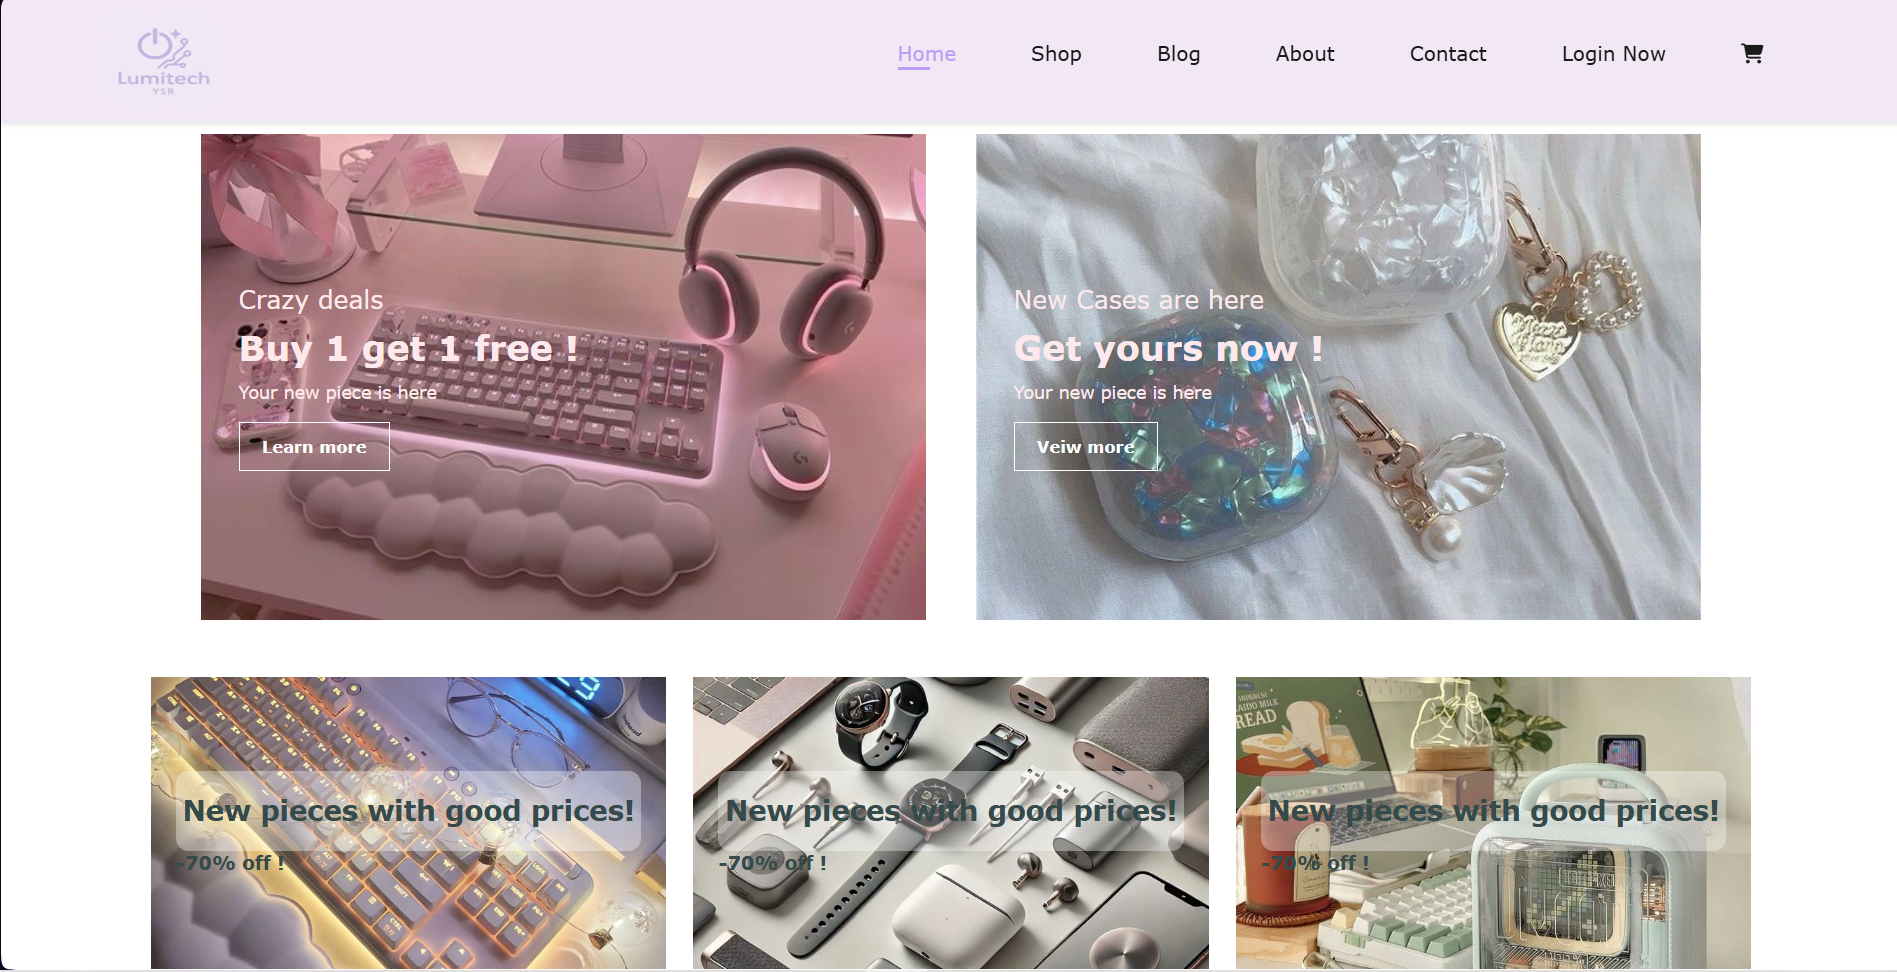 Lumitech
YSR
Home
Shop
Blog
About
Contact
Login Now
Crazy deals
Buy 1 get 1 free !
Your new piece is here
Learn more
New Cases are here
Get yours now !
Your new piece is here
Veiw more
New pieces with good prices!
-70% off !
New pieces with good prices!
-70% off !
New pieces with good prices!
-70% off !